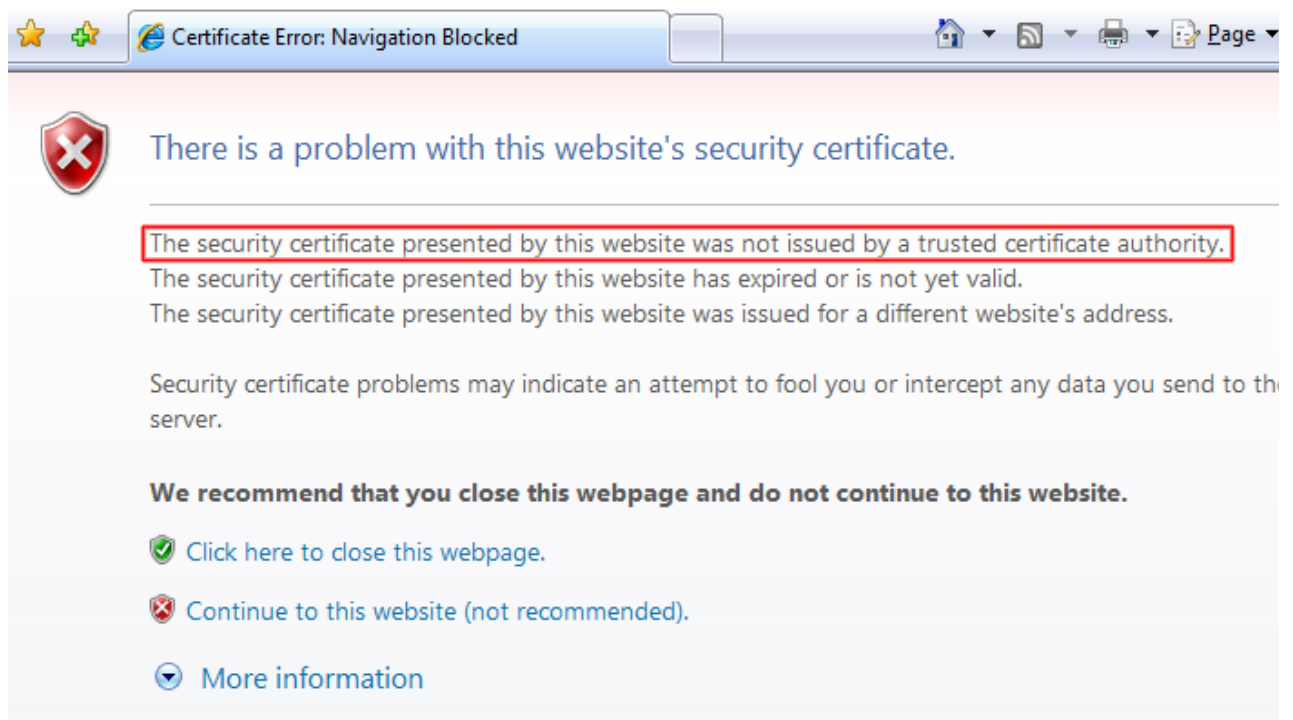 Certificate Error: Navigation Blocked
Page
There is a problem with this website's security certificate.
The security certificate presented by this website was not issued by a trusted certificate authority.
The security certificate presented by this website has expired or is not yet valid.
The security certificate presented by this website was issued for a different website's address.
Security certificate problems may indicate an attempt to fool you or intercept any data you send to the
server.
We recommend that you close this webpage and do not continue to this website.
Click here to close this webpage.
Continue to this website (not recommended).
More information